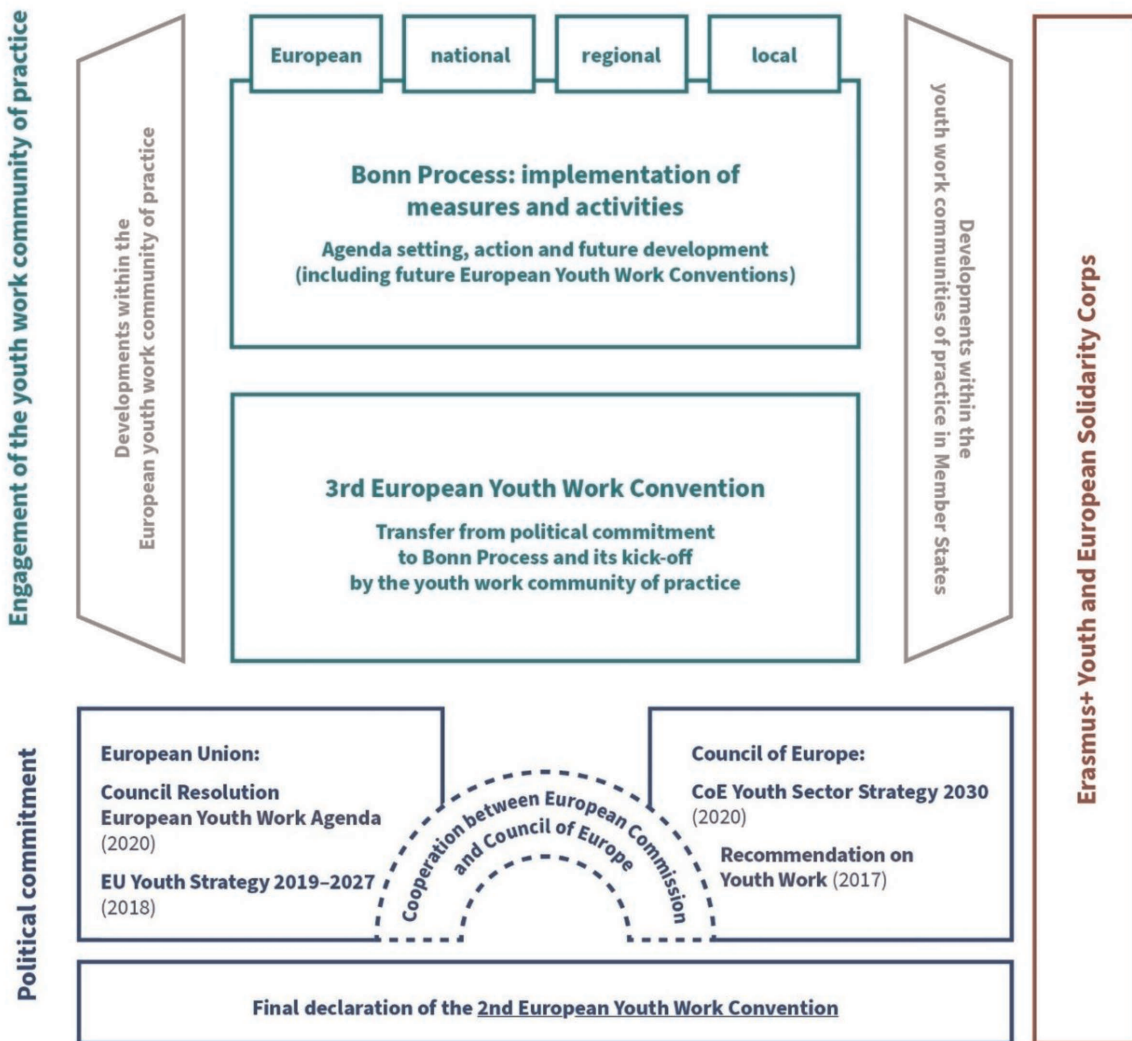 Engagement of the youth work community of practice
Developments within the
European youth work community of practice
European
national
regional
local
Bonn Process: implementation of
measures and activities
Agenda setting, action and future development
(including future European Youth Work Conventions)
3rd European Youth Work Convention
Transfer from political commitment
to Bonn Process and its kick-off
by the youth work community of practice
Developments within the
youth work communities of practice in Member States
Erasmus+ Youth and European Solidarity Corps
Political commitment
European Union:
Council Resolution
European Youth Work Agenda
(2020)
EU Youth Strategy 2019–2027
(2018)
Cooperation between European Commission
and Council of Europe
Council of Europe:
CoE Youth Sector Strategy 2030
(2020)
Recommendation on
Youth Work (2017)
Final declaration of the 2nd European Youth Work Convention